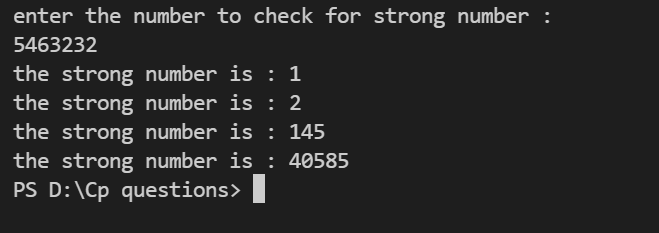 enter the number to check for strong number :
5463232
the strong number is : 1
the strong number is : 2
the strong number is : 145
the strong number is : 40585
PS D:\Cp questions>